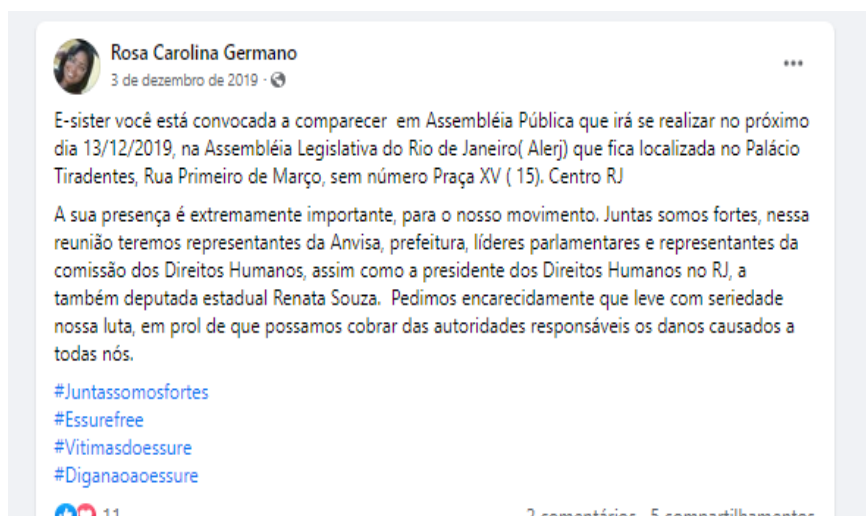 Rosa Carolina Germano
3 de dezembro de 2019 ·
E-sister você está convocada a comparecer em Assembléia Pública que irá se realizar no próximo
dia 13/12/2019, na Assembléia Legislativa do Rio de Janeiro( Alerj) que fica localizada no Palácio
Tiradentes, Rua Primeiro de Março, sem número Praça XV ( 15). Centro RJ
A sua presença é extremamente importante, para o nosso movimento. Juntas somos fortes, nessa
reunião teremos representantes da Anvisa, prefeitura, líderes parlamentares e representantes da
comissão dos Direitos Humanos, assim como a presidente dos Direitos Humanos no RJ, a
também deputada estadual Renata Souza. Pedimos encarecidamente que leve com seriedade
nossa luta, em prol de que possamos cobrar das autoridades responsáveis os danos causados a
todas nós.
#Juntassomosfortes
#Essurefree
#Vitimasdoessure
#Diganaoaoessure
11 2 comentários 5 compartilhamentos